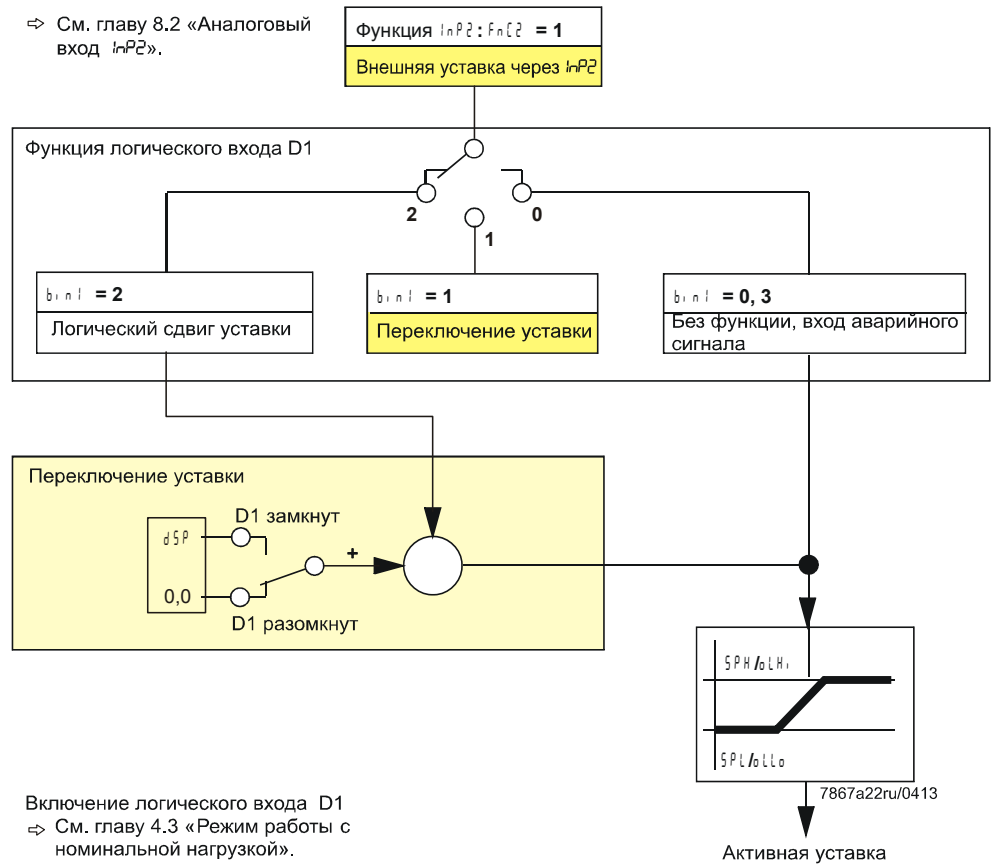 ⇨ См. главу 8.2 «Аналоговый
вход InP2».
Функция InP2: FnC2 = 1
Внешняя уставка через InP2
Функция логического входа D1
2
0
1
bin1 = 2
Логический сдвиг уставки
bin1 = 1
Переключение уставки
bin1 = 0, 3
Без функции, вход аварийного
сигнала
Переключение уставки
D1 замкнут
dSP
+
0,0
D1 разомкнут
SPH/oLHi
SPL/oLLo
7867a22ru/0413
Включение логического входа D1
⇨ См. главу 4.3 «Режим работы с
номинальной нагрузкой».
Активная уставка